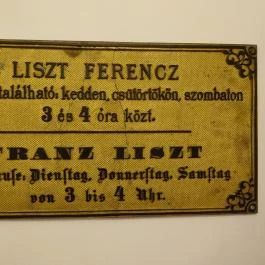 LISZT FERENCZ
található: kedden, csütörtökön, szombaton
3 és 4 óra közt.
FRANZ LISZT
Dienstag, Donnerstag, Samstag
von 3 bis 4 Uhr.